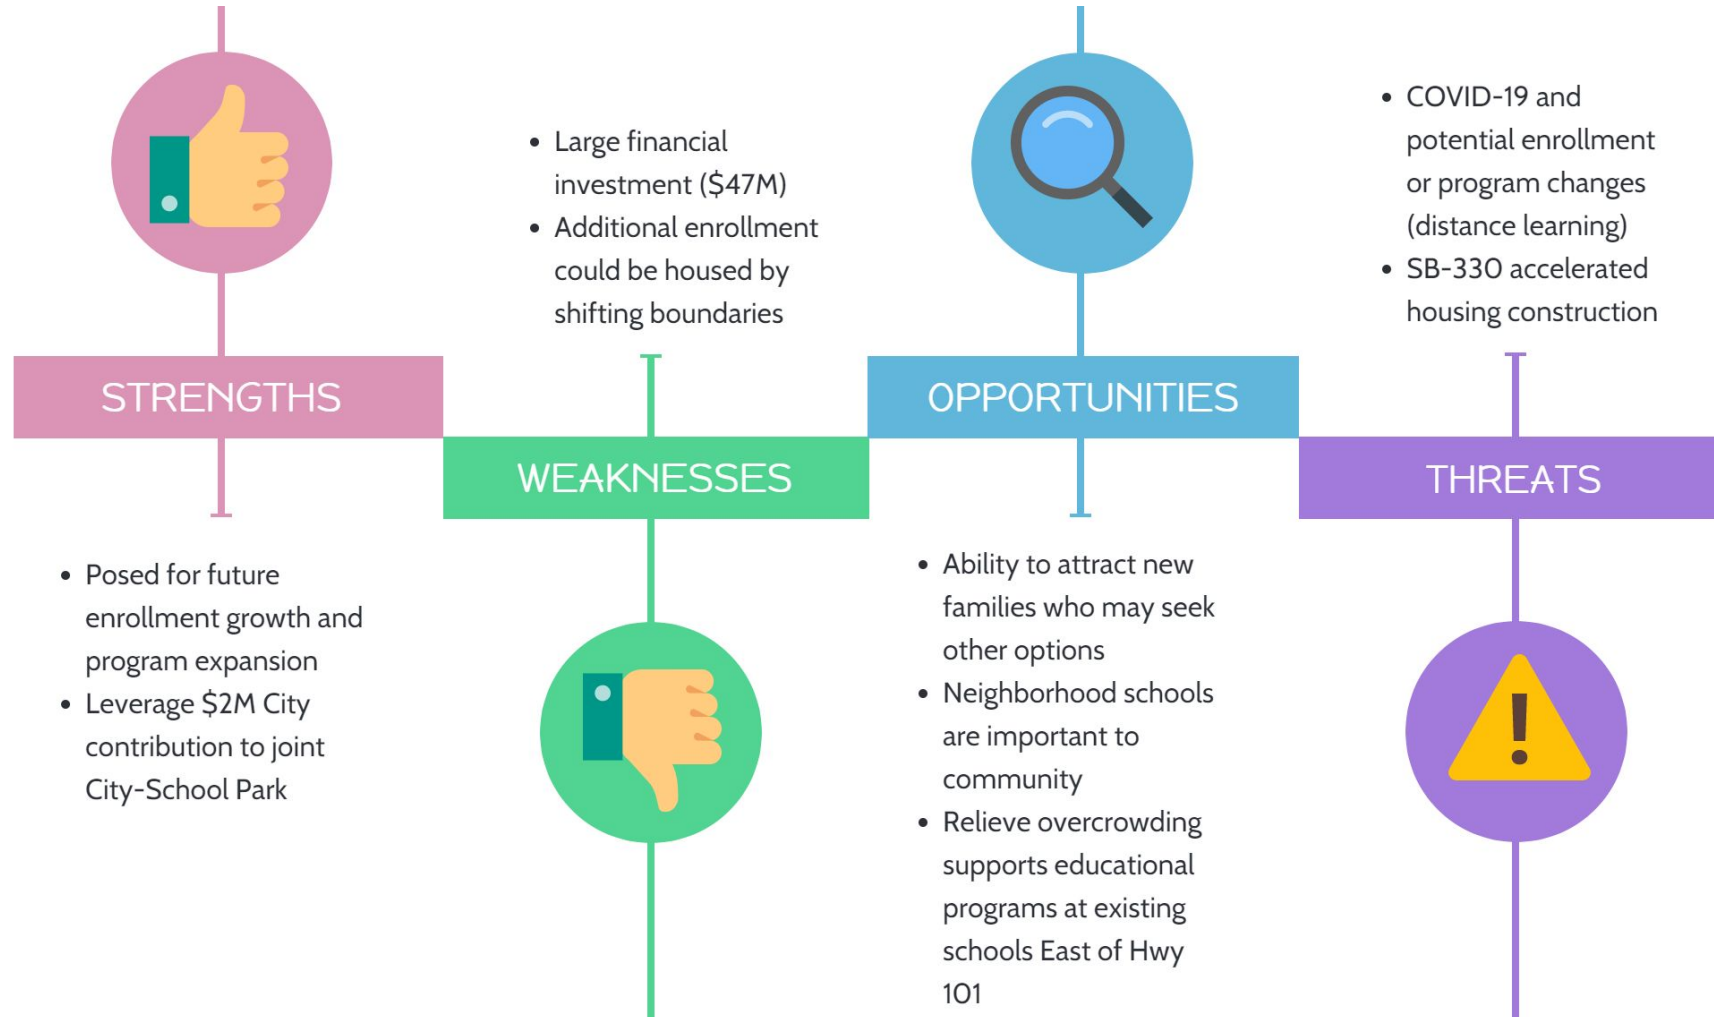 STRENGTHS
• Posed for future
enrollment growth and
program expansion
• Leverage $2M City
contribution to joint
City-School Park
• Large financial
investment ($47M)
• Additional enrollment
could be housed by
shifting boundaries
WEAKNESSES
OPPORTUNITIES
• Ability to attract new
families who may seek
other options
• Neighborhood schools
are important to
community
• Relieve overcrowding
supports educational
programs at existing
schools East of Hwy
101
• COVID-19 and
potential enrollment
or program changes
(distance learning)
• SB-330 accelerated
housing construction
THREATS
!